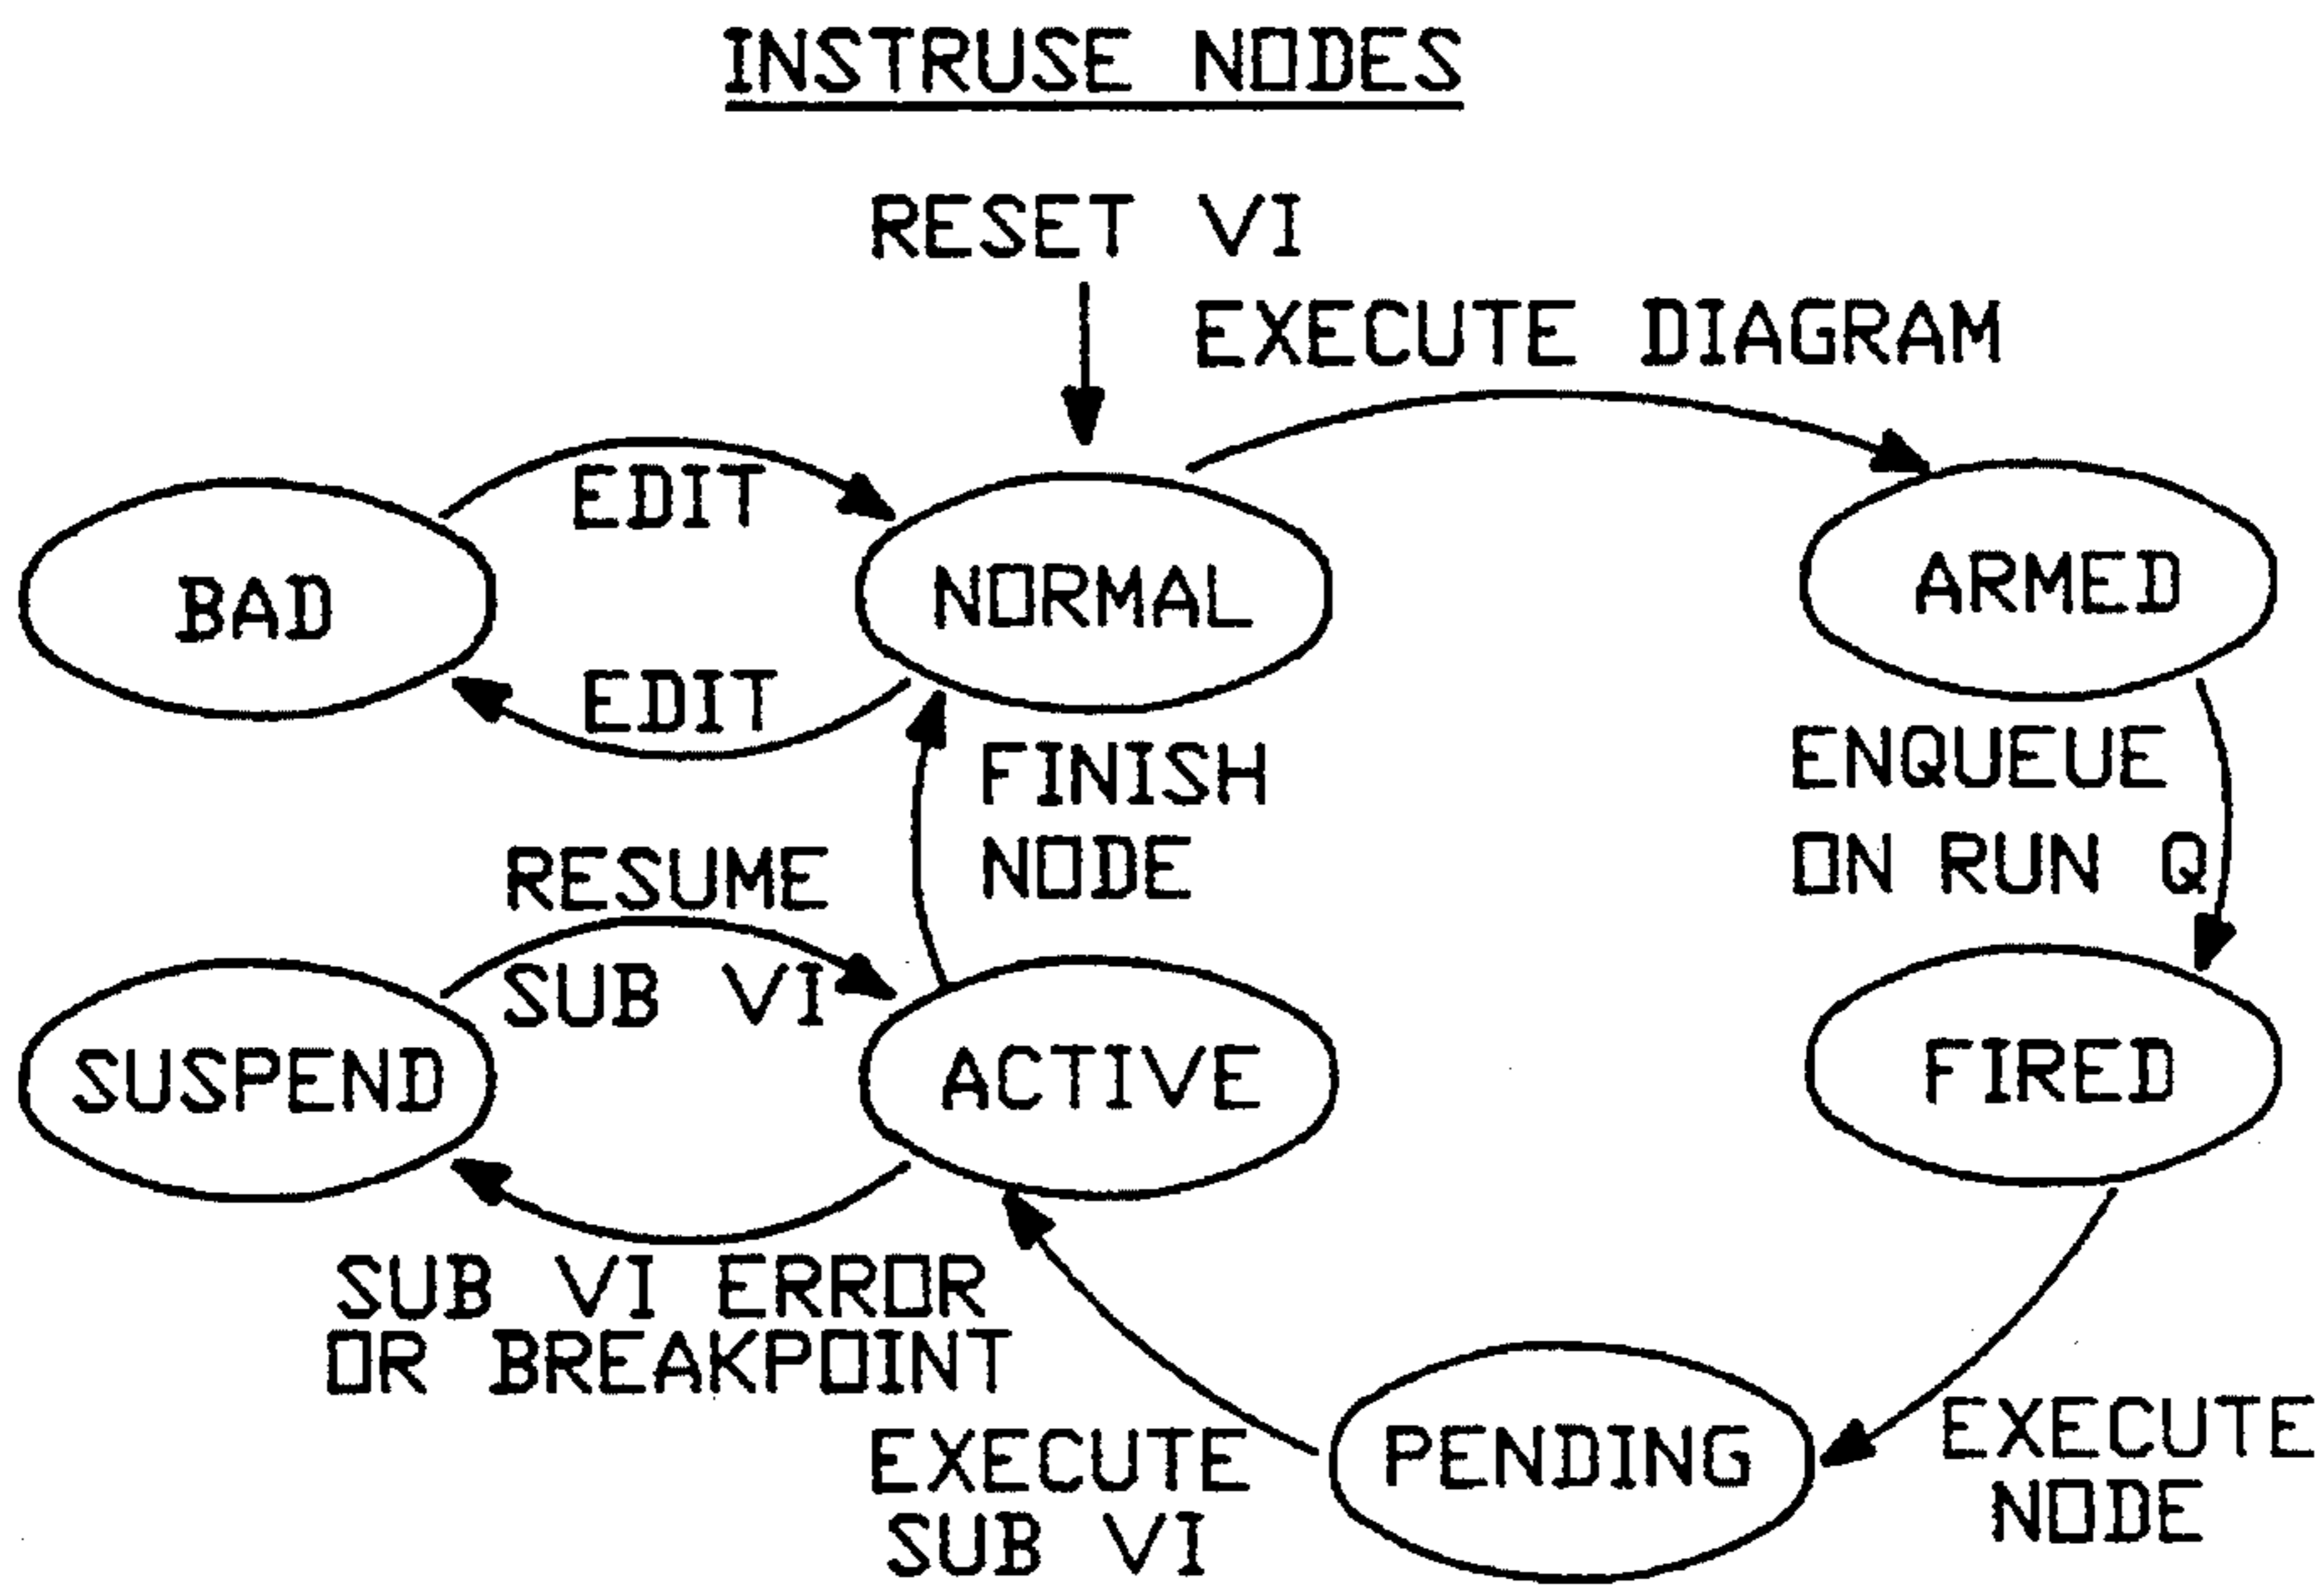 INSTRUSE NODES
RESET VI
EXECUTE DIAGRAM
EDIT
BAD
NORMAL
ARMED
EDIT
FINISH
NODE
ENQUEUE
ON RUN Q
RESUME
SUB VI
SUSPEND
ACTIVE
FIRED
SUB VI ERROR
OR BREAKPOINT
EXECUTE
SUB VI
PENDING
EXECUTE
NODE